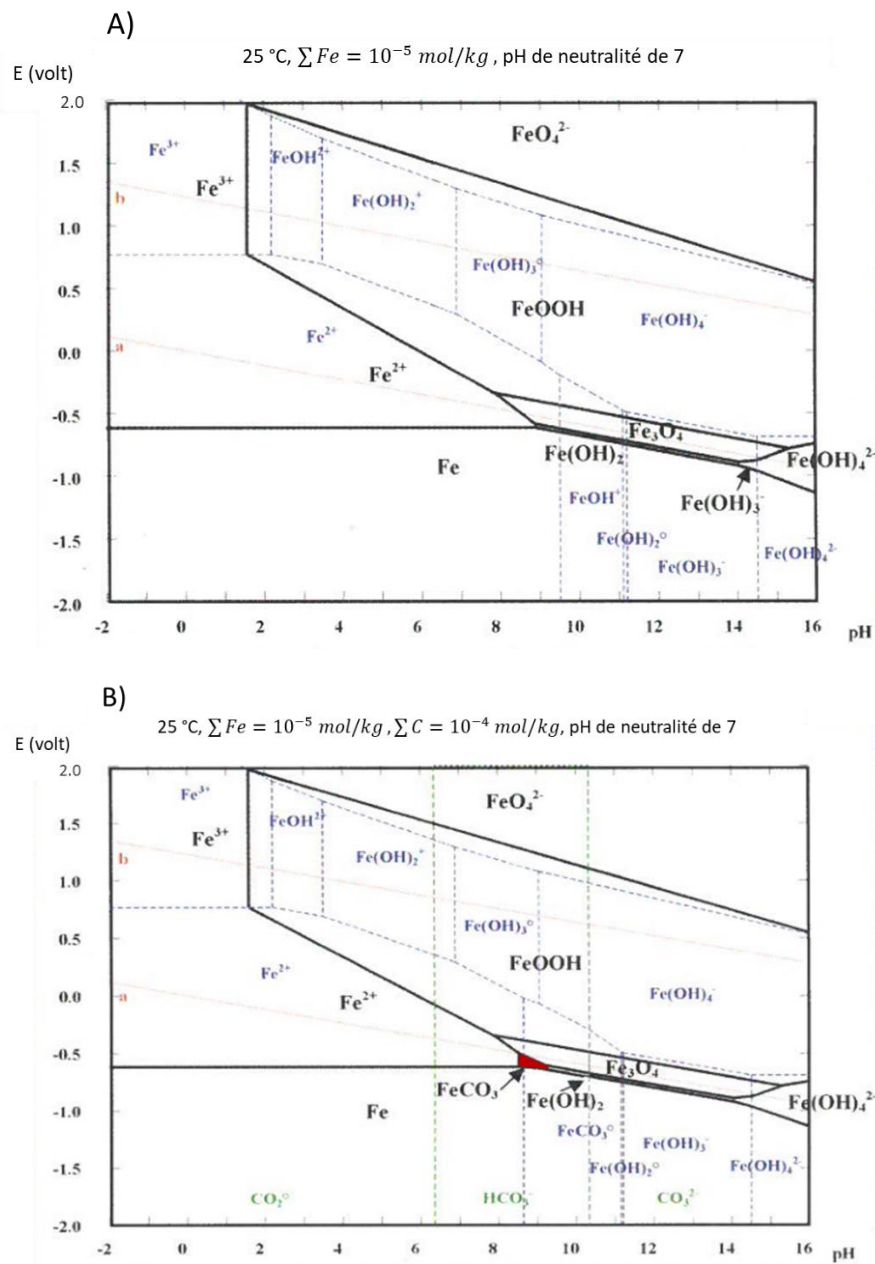 A)
25 °C, ∑ Fe = 10⁻⁵ mol/kg , pH de neutralité de 7
E (volt)
2.0
FeO₄²⁻
Fe³⁺
FeOH²⁺
1.5
Fe³⁺
Fe(OH)₂⁺
b
1.0
Fe(OH)₃°
0.5
FeOOH
Fe(OH)₄⁻
Fe²⁺
0.0
a
Fe²⁺
-0.5
Fe₃O₄
Fe(OH)₂
Fe(OH)₄²⁻
Fe
-1.0
FeOH⁺
Fe(OH)₃⁻
Fe(OH)₂°
-1.5
Fe(OH)₃⁻
Fe(OH)₄²⁻
-2.0
-2 0 2 4 6 8 10 12 14 16 pH
B)
25 °C, ∑ Fe = 10⁻⁵ mol/kg , ∑ C = 10⁻⁴ mol/kg, pH de neutralité de 7
E (volt)
2.0
Fe³⁺
FeO₄²⁻
FeOH²⁺
1.5
Fe³⁺
Fe(OH)₂⁺
b
1.0
Fe(OH)₃°
0.5
FeOOH
Fe²⁺
Fe(OH)₄⁻
0.0
a
Fe²⁺
-0.5
Fe₃O₄
FeCO₃
Fe(OH)₂
Fe(OH)₄²⁻
-1.0
Fe
FeCO₃°
Fe(OH)₃⁻
-1.5
Fe(OH)₂°
Fe(OH)₄²⁻
CO₂°
HCO₃⁻
CO₃²⁻
-2.0
-2 0 2 4 6 8 10 12 14 16 pH